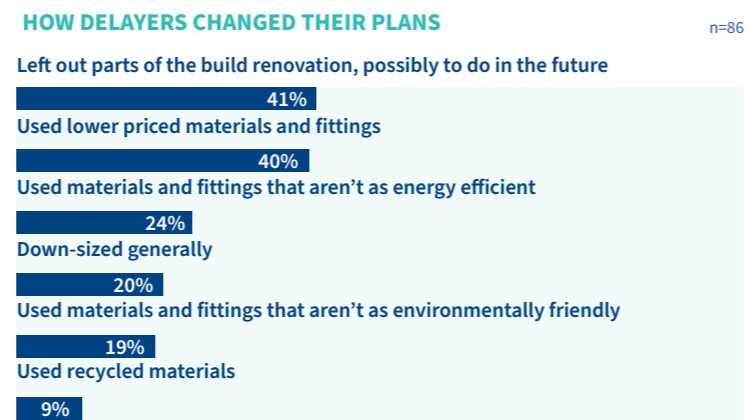 HOW DELAYERS CHANGED THEIR PLANS
n=86
Left out parts of the build renovation, possibly to do in the future
41%
Used lower priced materials and fittings
40%
Used materials and fittings that aren’t as energy efficient
24%
Down-sized generally
20%
Used materials and fittings that aren’t as environmentally friendly
19%
Used recycled materials
9%